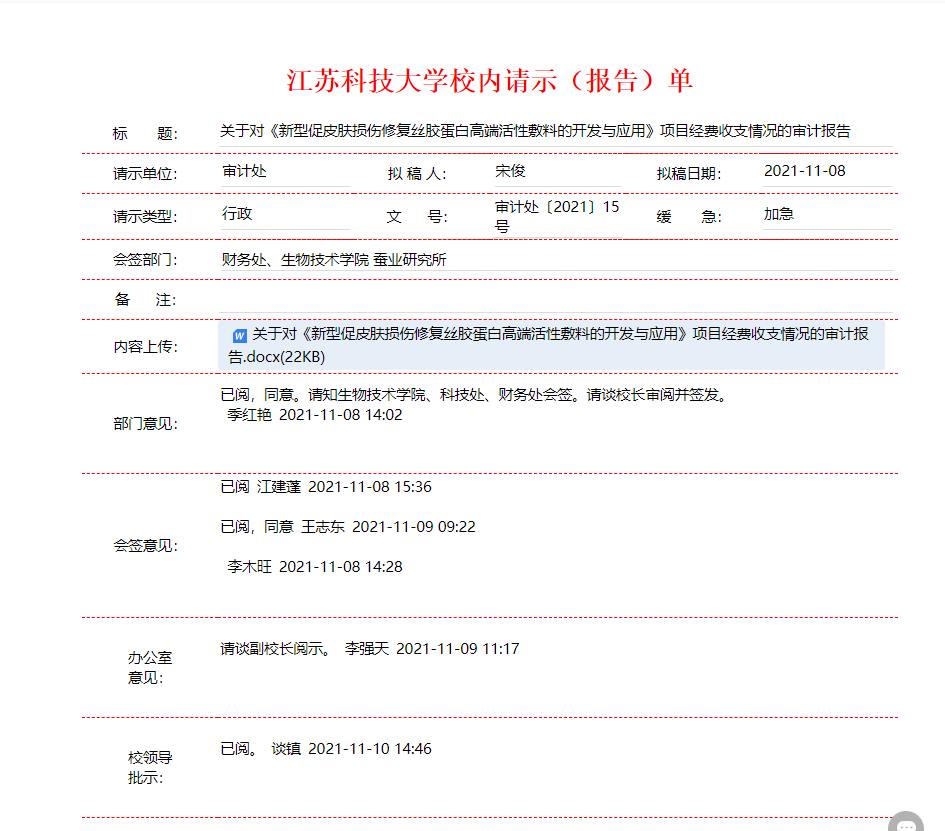 江苏科技大学校内请示（报告）单
标 题： 关于对《新型促皮肤损伤修复丝胶蛋白高端活性敷料的开发与应用》项目经费收支情况的审计报告
请示单位： 审计处 拟 稿 人： 宋俊 拟稿日期： 2021-11-08
请示类型： 行政 文 号： 审计处〔2021〕15
号 缓 急： 加急
会签部门： 财务处、生物技术学院 蚕业研究所
备 注：
内容上传： 关于对《新型促皮肤损伤修复丝胶蛋白高端活性敷料的开发与应用》项目经费收支情况的审计报
告.docx(22KB)
部门意见： 已阅，同意。请知生物技术学院、科技处、财务处会签。请谈校长审阅并签发。
季红艳 2021-11-08 14:02
会签意见： 已阅 江建蓬 2021-11-08 15:36
已阅，同意 王志东 2021-11-09 09:22
李木旺 2021-11-08 14:28
办公室
意见： 请谈副校长阅示。 李强天 2021-11-09 11:17
校领导
批示： 已阅。 谈镇 2021-11-10 14:46